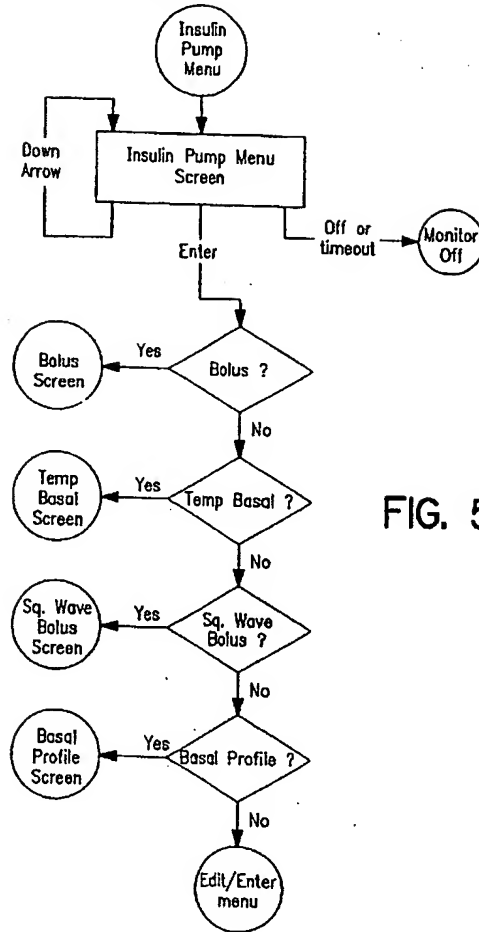 Insulin
Pump
Menu
Down
Arrow
Insulin Pump Menu
Screen
Off or
timeout
Monitor
Off
Enter
Bolus
Screen
Yes
Bolus ?
No
Temp
Basal
Screen
Yes
Temp Basal ?
FIG. 5
No
Sq. Wave
Bolus
Screen
Yes
Sq. Wave
Bolus ?
No
Basal
Profile
Screen
Yes
Basal Profile ?
No
Edit/Enter
menu